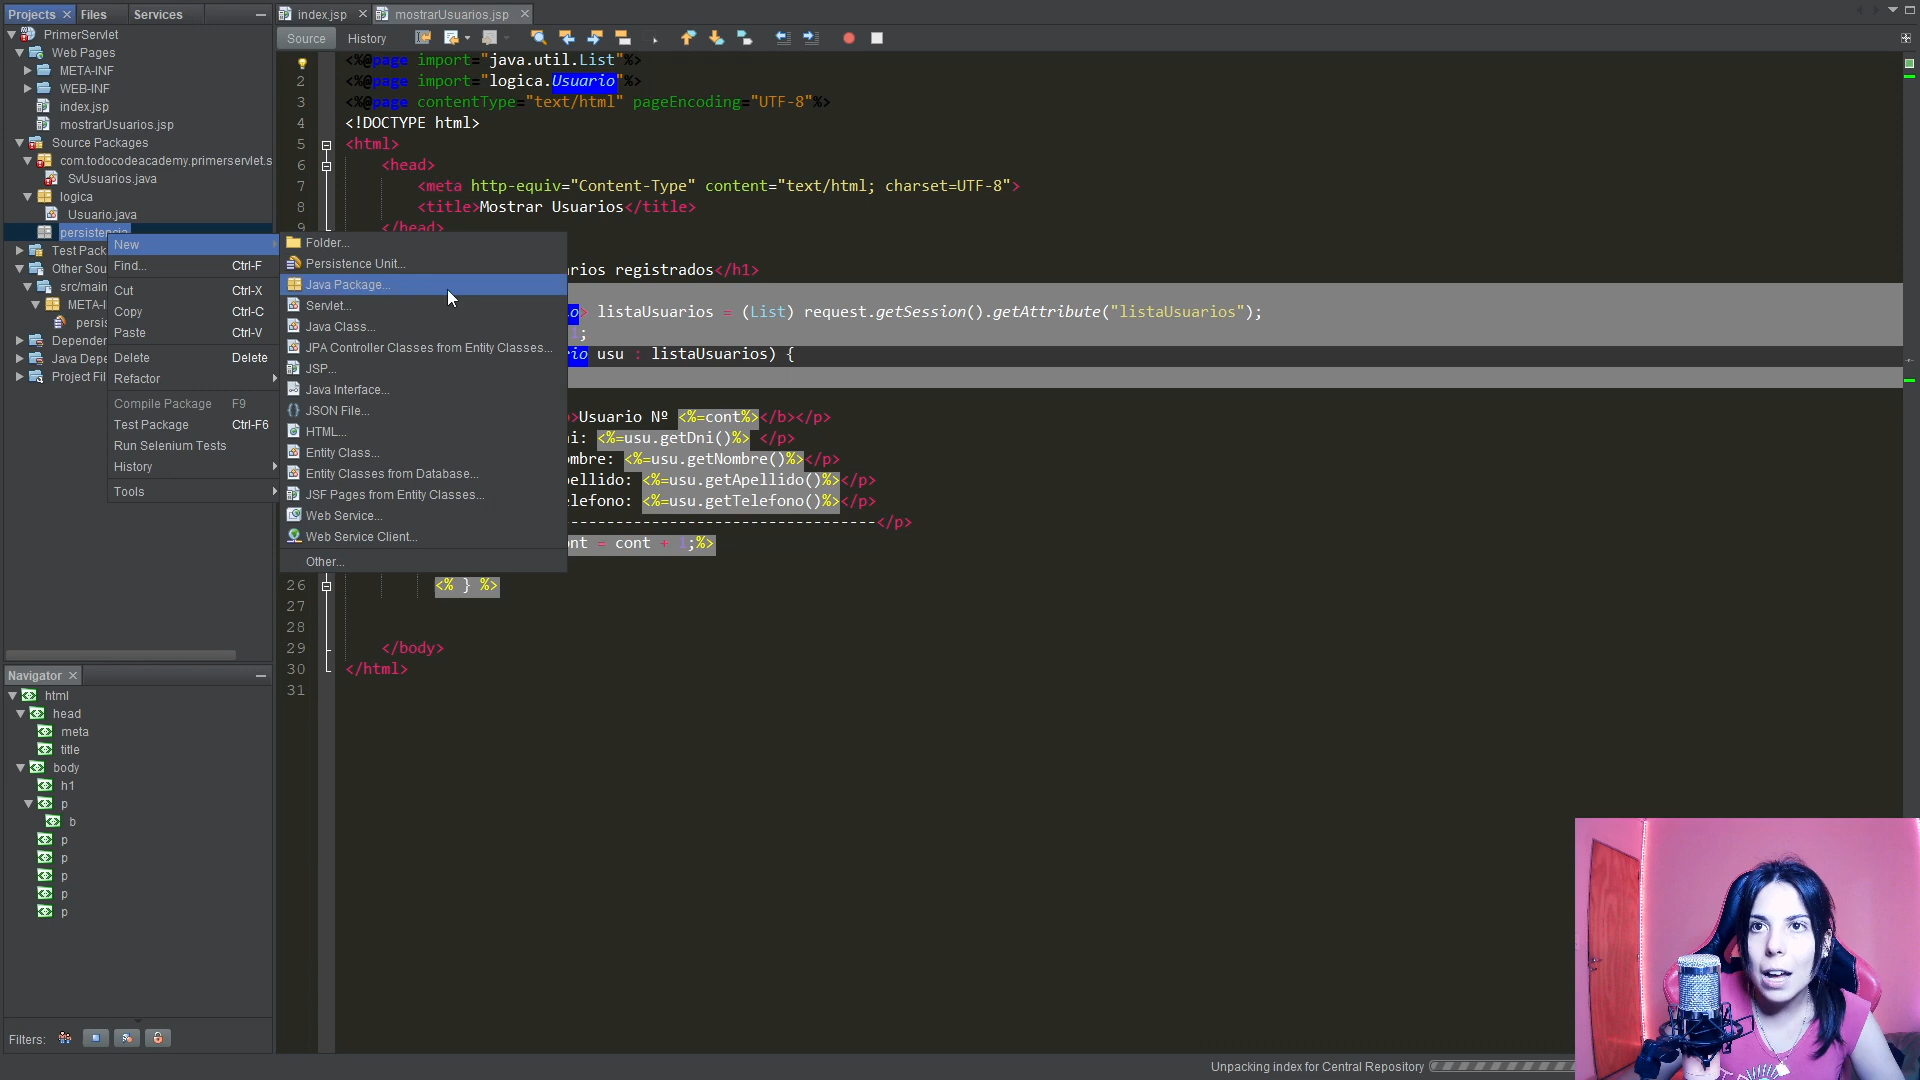 Projects
Files
Services
index.jsp
mostrarUsuarios.jsp
Source
History
PrimerServlet
Web Pages
META-INF
WEB-INF
index.jsp
mostrarUsuarios.jsp
Source Packages
com.todocodeacademy.primerservlet.s
SvUsuarios.java
logica
Usuario.java
persistencia
Test Pack
Other Sou
src/main
META-I
persis
Depender
Java Depe
Project Fil
New
Find... Ctrl-F
Cut Ctrl-X
Copy Ctrl-C
Paste Ctrl-V
Delete Delete
Refactor
Compile Package F9
Test Package Ctrl-F6
Run Selenium Tests
History
Tools
Folder...
Persistence Unit...
Java Package...
Servlet...
Java Class...
JPA Controller Classes from Entity Classes...
JSP...
Java Interface...
JSON File...
HTML...
Entity Class...
Entity Classes from Database...
JSF Pages from Entity Classes...
Web Service...
Web Service Client...
Other...
<%@page import="java.util.List"%>
2 <%@page import="logica.Usuario"%>
3 <%@page contentType="text/html" pageEncoding="UTF-8"%>
4 <!DOCTYPE html>
5 <html>
6 <head>
7 <meta http-equiv="Content-Type" content="text/html; charset=UTF-8">
8 <title>Mostrar Usuarios</title>
9 </head>
rios registrados</h1>
o> listaUsuarios = (List) request.getSession().getAttribute("listaUsuarios");
;
io usu : listaUsuarios) {
>Usuario Nº <%=cont%></b></p>
ni: <%=usu.getDni()%> </p>
ombre: <%=usu.getNombre()%></p>
pellido: <%=usu.getApellido()%></p>
elefono: <%=usu.getTelefono()%></p>
----------------------------------</p>
nt = cont + 1;%>
26 <% } %>
27
28
29 </body>
30 </html>
31
Navigator
html
head
meta
title
body
h1
p
b
p
p
p
p
p
Filters:
Unpacking index for Central Repository